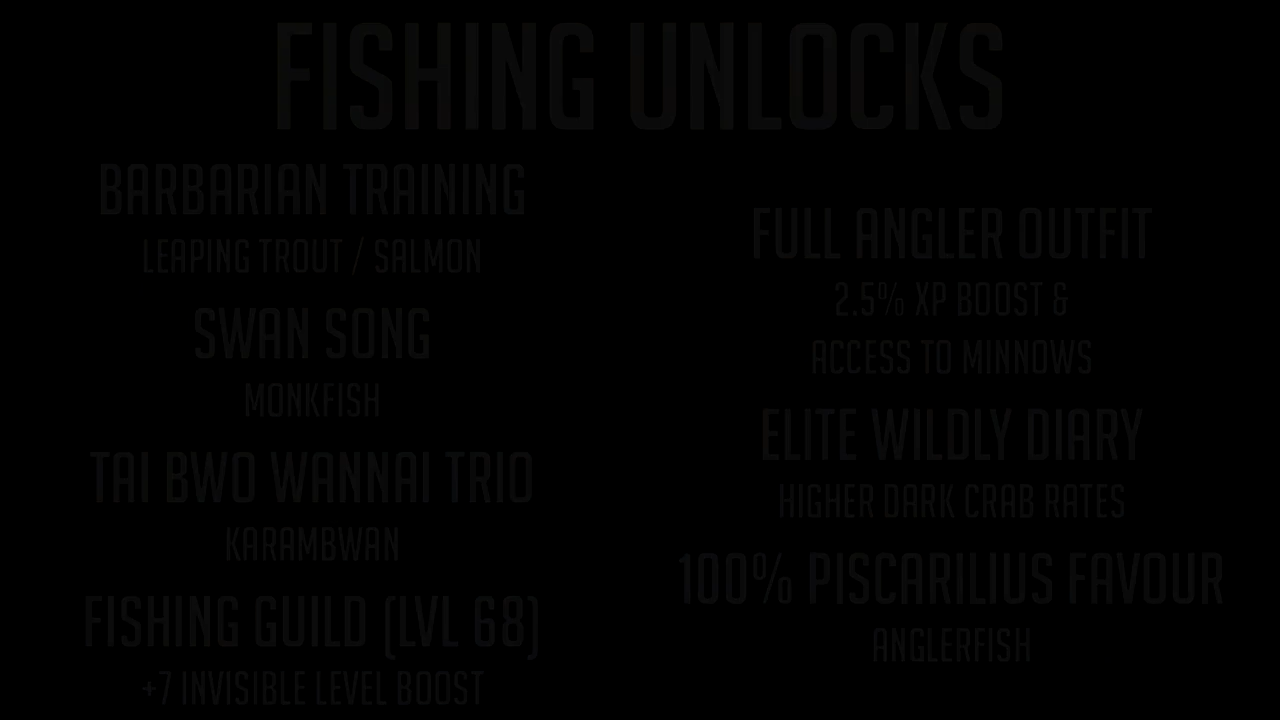 FISHING UNLOCKS
BARBARIAN TRAINING
LEAPING TROUT / SALMON
SWAN SONG
MONKFISH
TAI BWO WANNAI TRIO
KARAMBWAN
FISHING GUILD (LVL 68)
+7 INVISIBLE LEVEL BOOST
FULL ANGLER OUTFIT
2.5% XP BOOST &
ACCESS TO MINNOWS
ELITE WILDLY DIARY
HIGHER DARK CRAB RATES
100% PISCARILIUS FAVOUR
ANGLERFISH